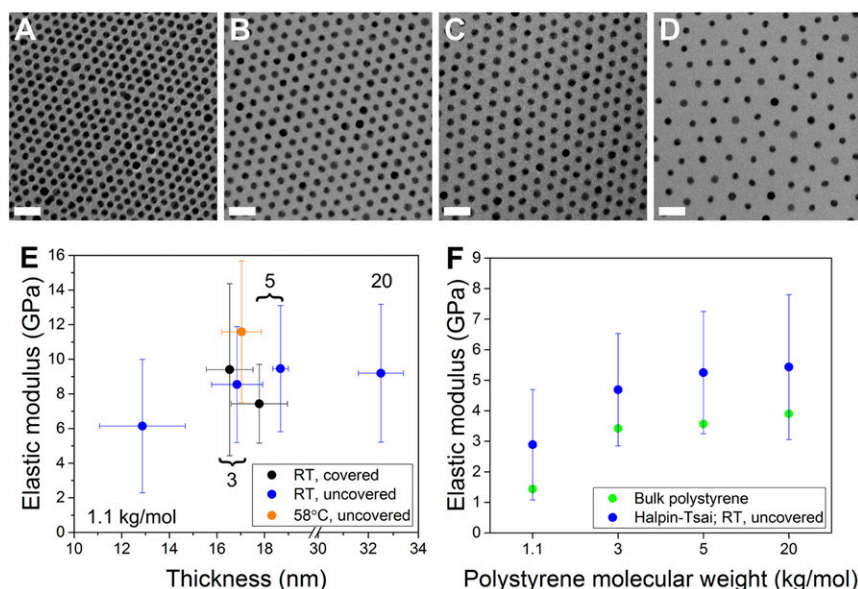 A
B
C
D
E
16
14
12
10
8
6
4
2
0
Elastic modulus (GPa)
5
20
3
1.1 kg/mol
RT, covered
RT, uncovered
58°C, uncovered
10
12
14
16
18
30
32
34
Thickness (nm)
F
9
8
7
6
5
4
3
2
1
0
Elastic modulus (GPa)
Bulk polystyrene
Halpin-Tsai; RT, uncovered
1.1
3
5
20
Polystyrene molecular weight (kg/mol)